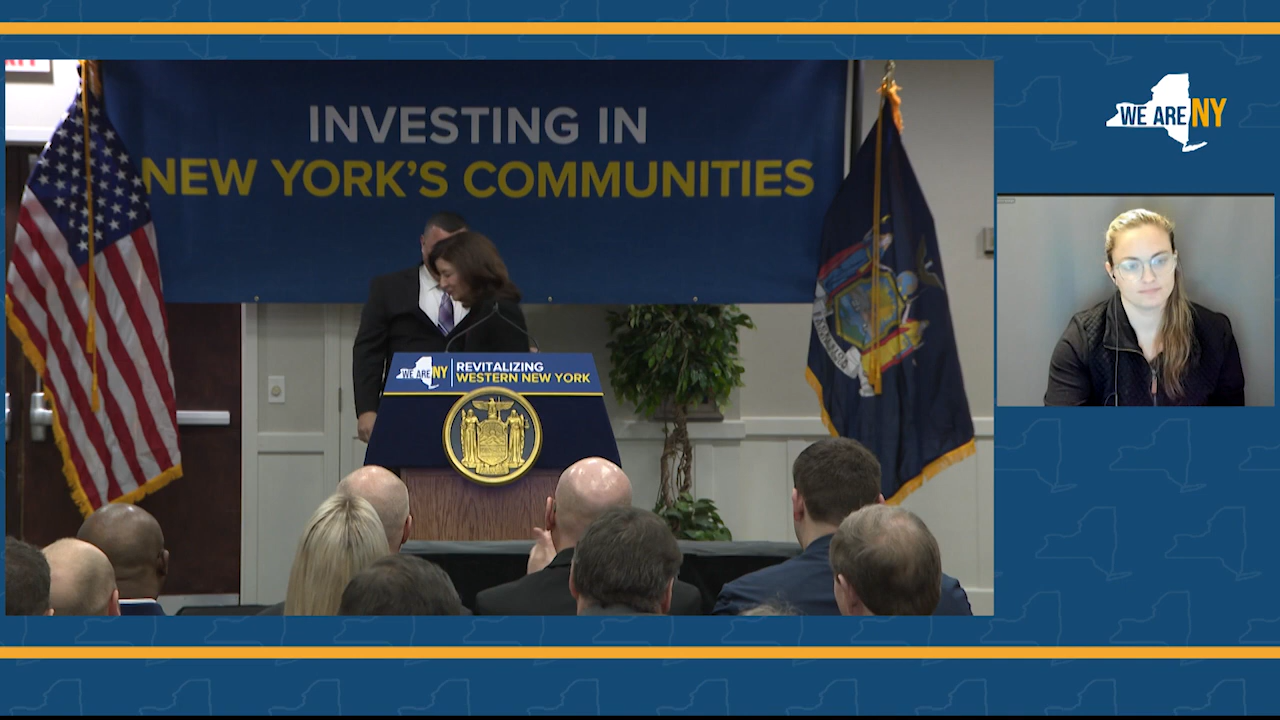 INVESTING IN
NEW YORK'S COMMUNITIES
WE ARE NY
WE ARE NY
REVITALIZING
WESTERN NEW YORK